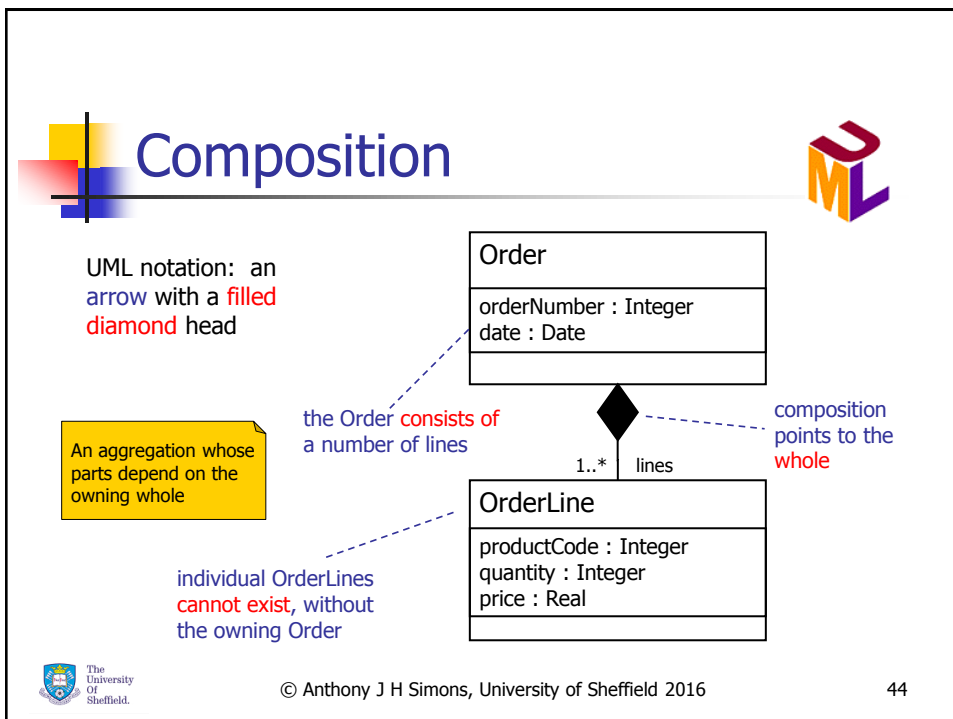 Composition
UML
UML notation:  an
arrow with a filled
diamond head
Order
orderNumber : Integer
date : Date
the Order consists of
a number of lines
composition
points to the
whole
An aggregation whose
parts depend on the
owning whole
1..*
lines
OrderLine
productCode : Integer
quantity : Integer
price : Real
individual OrderLines
cannot exist, without
the owning Order
The
University
Of
Sheffield.
© Anthony J H Simons, University of Sheffield 2016
44